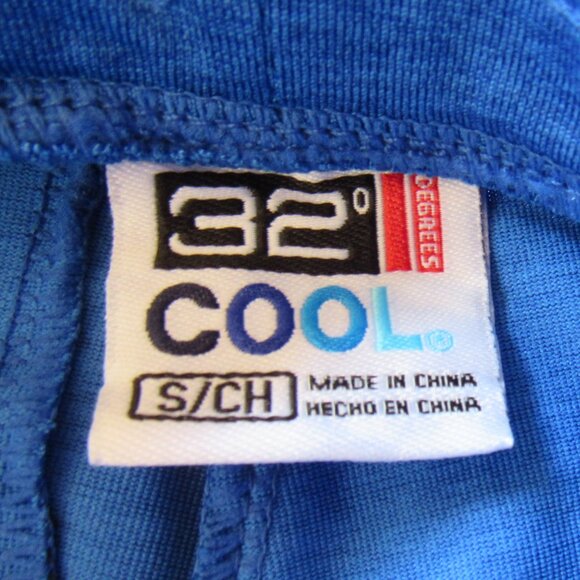 32° DEGREES
COOL®
S/CH MADE IN CHINA
HECHO EN CHINA